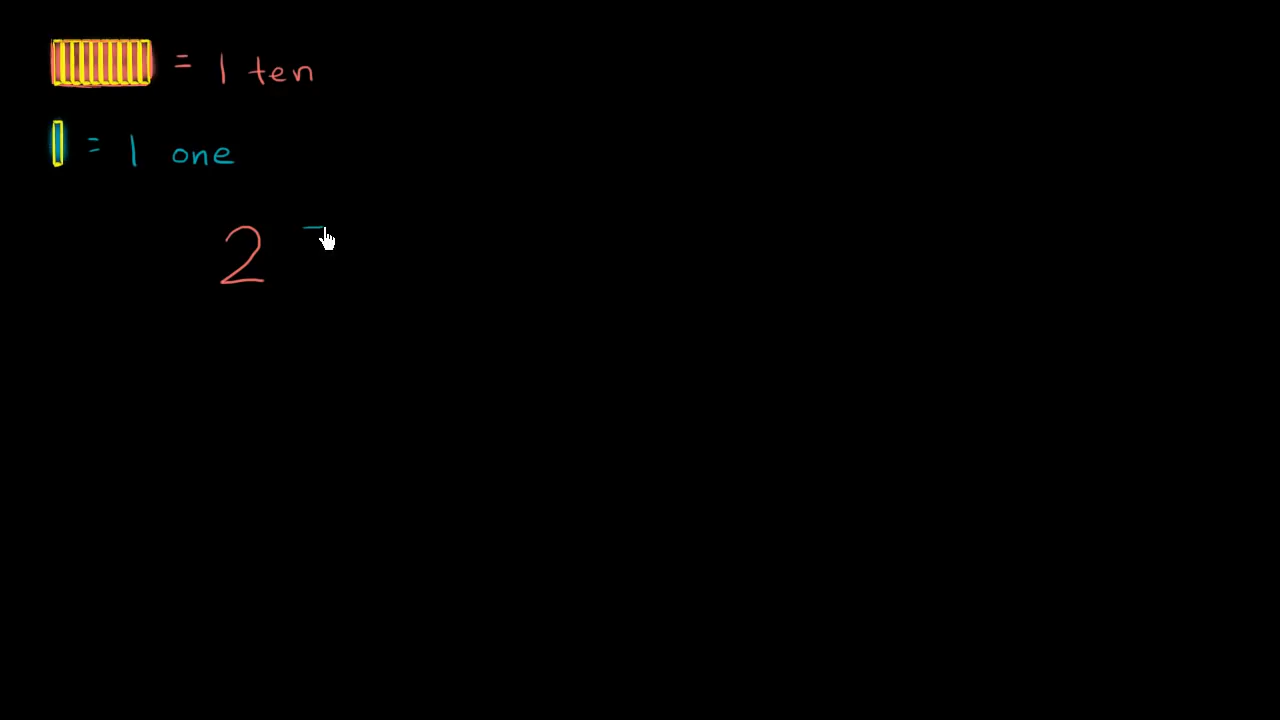 = 1 ten
= 1 one
2